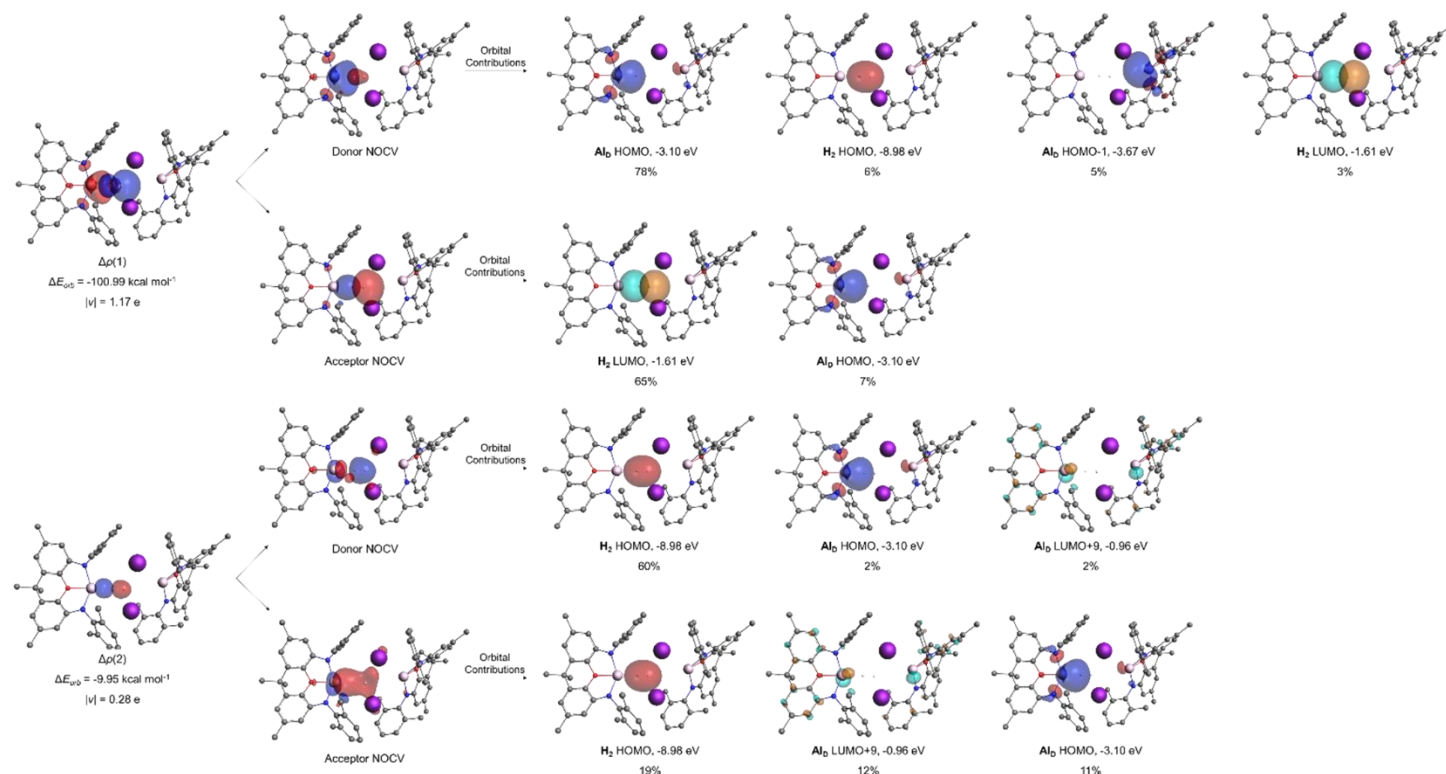 Orbital
Contributions
Donor NOCV
Al_D HOMO, -3.10 eV
78%
H₂ HOMO, -8.98 eV
6%
Al_D HOMO-1, -3.67 eV
5%
H₂ LUMO, -1.61 eV
3%
Δρ(1)
ΔE_orb = -100.99 kcal mol⁻¹
|ν| = 1.17 e
Orbital
Contributions
Acceptor NOCV
H₂ LUMO, -1.61 eV
65%
Al_D HOMO, -3.10 eV
7%
Orbital
Contributions
Donor NOCV
H₂ HOMO, -8.98 eV
60%
Al_D HOMO, -3.10 eV
2%
Al_D LUMO+9, -0.96 eV
2%
Δρ(2)
ΔE_orb = -9.95 kcal mol⁻¹
|ν| = 0.28 e
Orbital
Contributions
Acceptor NOCV
H₂ HOMO, -8.98 eV
19%
Al_D LUMO+9, -0.96 eV
12%
Al_D HOMO, -3.10 eV
11%